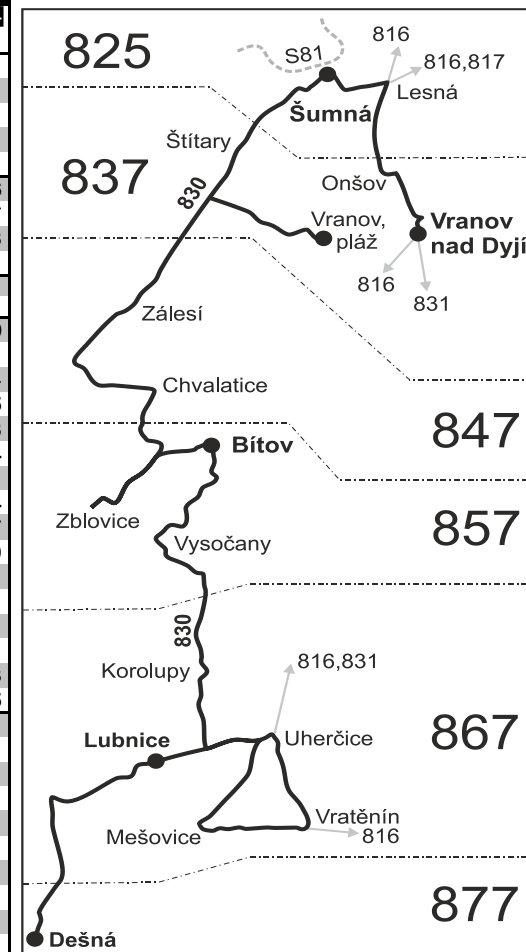 825
S81
816
816,817
Lesná
Šumná
Štítary
837
830
Onšov
Vranov,
pláž
Vranov
nad Dyjí
816
831
Zálesí
Chvalatice
847
Bítov
Zblovice
857
Vysočany
830
816,831
Korolupy
Lubnice
Uherčice
867
Vratěnín
816
Mešovice
877
Dešná